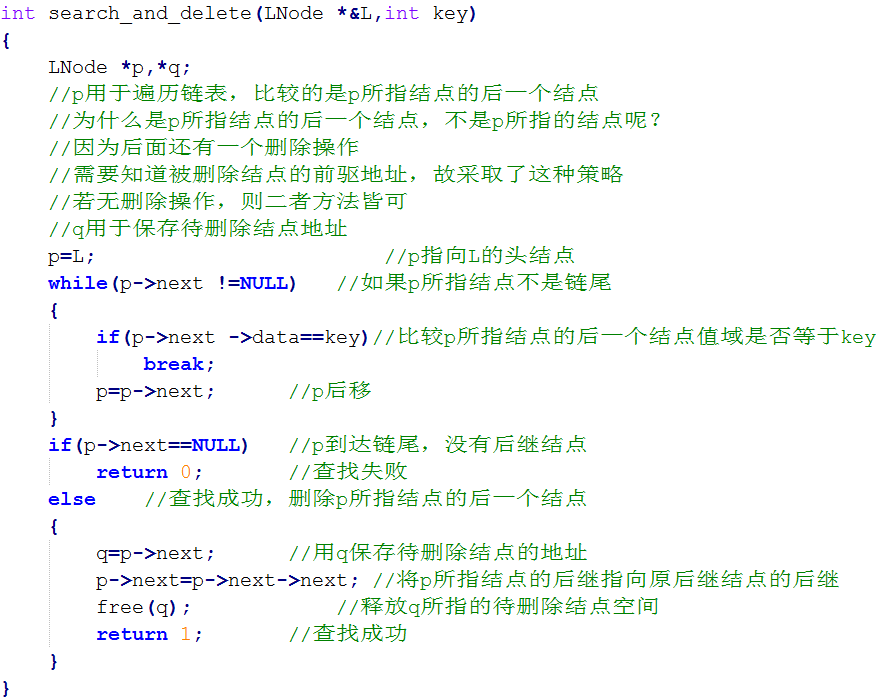 int search_and_delete(LNode *&L,int key)
{
    LNode *p,*q;
    //p用于遍历链表，比较的是p所指结点的后一个结点
    //为什么是p所指结点的后一个结点，不是p所指的结点呢？
    //因为后面还有一个删除操作
    //需要知道被删除结点的前驱地址，故采取了这种策略
    //若无删除操作，则二者方法皆可
    //q用于保存待删除结点地址
    p=L;                        //p指向L的头结点
    while(p->next !=NULL)   //如果p所指结点不是链尾
    {
        if(p->next ->data==key)//比较p所指结点的后一个结点值域是否等于key
            break;
        p=p->next;      //p后移
    }
    if(p->next==NULL)   //p到达链尾，没有后继结点
        return 0;       //查找失败
    else    //查找成功，删除p所指结点的后一个结点
    {
        q=p->next;      //用q保存待删除结点的地址
        p->next=p->next->next; //将p所指结点的后继指向原后继结点的后继
        free(q);            //释放q所指的待删除结点空间
        return 1;       //查找成功
    }
}